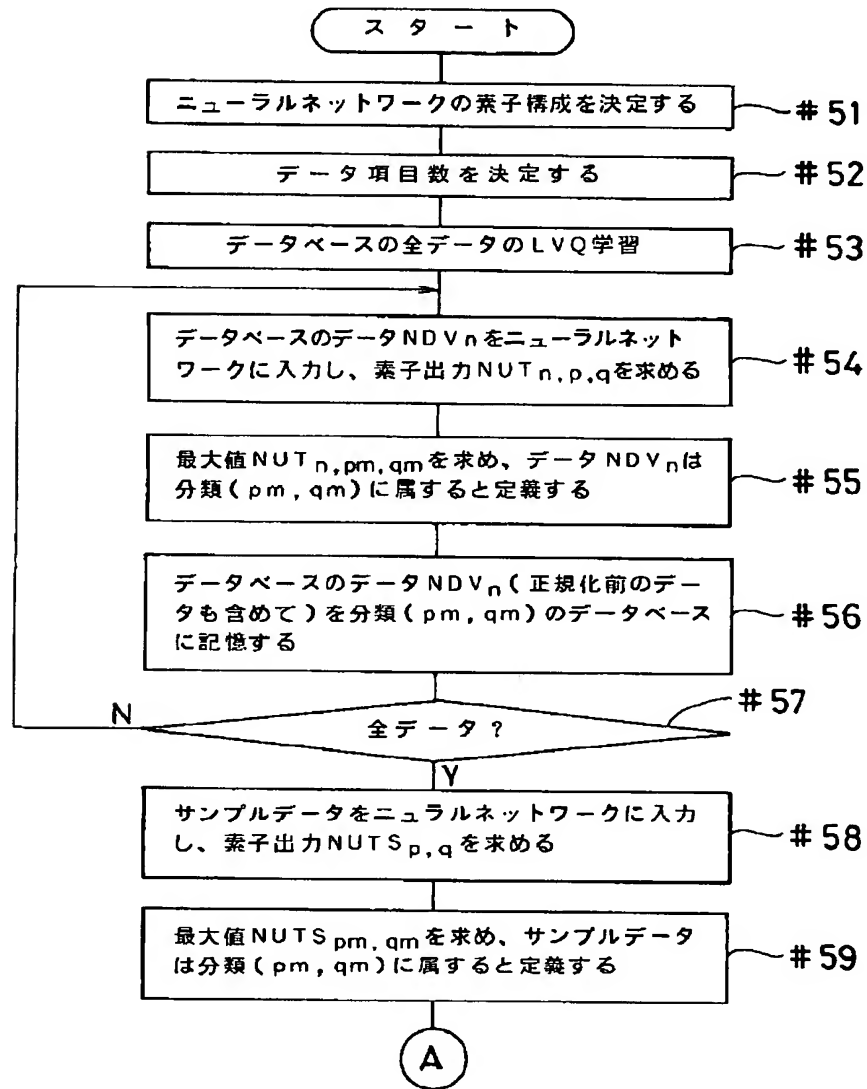 スタート
ニューラルネットワークの素子構成を決定する
#51
データ項目数を決定する
#52
データベースの全データのLVQ学習
#53
データベースのデータNDVnをニューラルネット
ワークに入力し、素子出力NUTn,p,qを求める
#54
最大値NUTn,pm,qmを求め、データNDVnは
分類(pm,qm)に属すると定義する
#55
データベースのデータNDVn(正規化前のデー
タも含めて)を分類(pm,qm)のデータベース
に記憶する
#56
全データ?
#57
N
Y
サンプルデータをニュラルネットワークに入力
し、素子出力NUTSp,qを求める
#58
最大値NUTSpm,qmを求め、サンプルデータ
は分類(pm,qm)に属すると定義する
#59
A